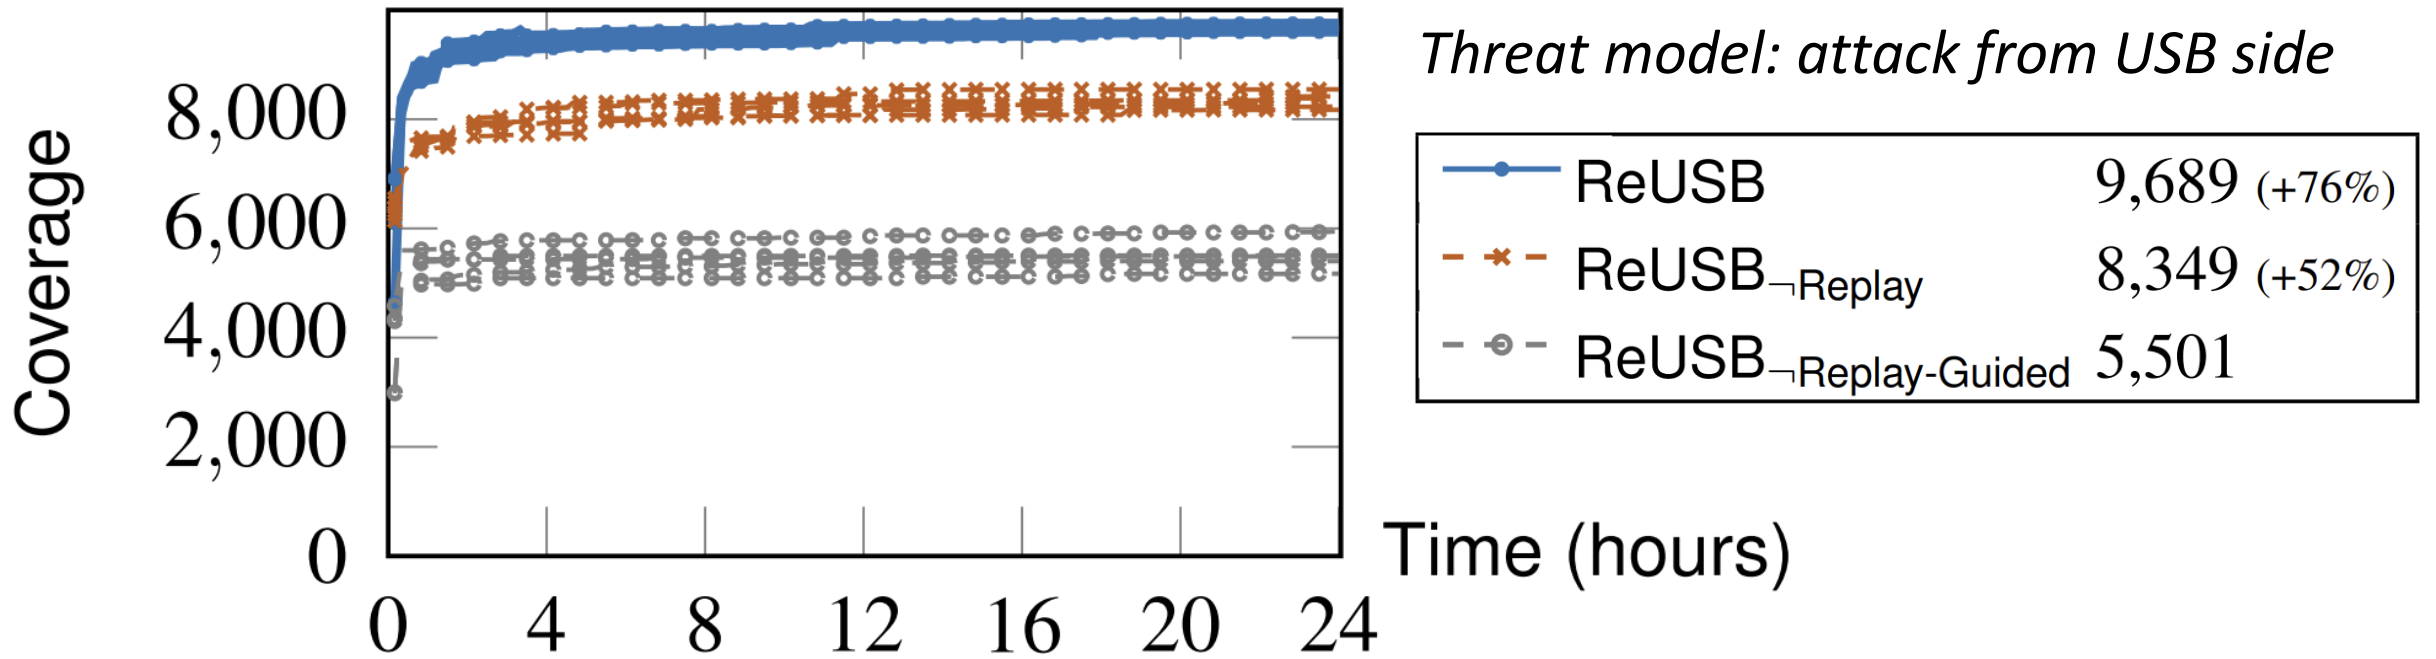 Threat model: attack from USB side
Coverage
8,000
6,000
4,000
2,000
0
0 4 8 12 16 20 24
Time (hours)
ReUSB 9,689 (+76%)
ReUSB¬Replay 8,349 (+52%)
ReUSB¬Replay-Guided 5,501